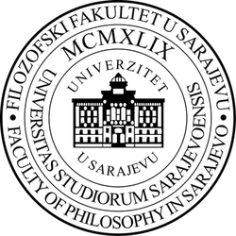 • FILOZOFSKI FAKULTET U SARAJEVU •
FACULTY OF PHILOSOPHY IN SARAJEVO
MCMXLIX
UNIVERSITAS STUDIORUM SARAJEVOENSIS
UNIVERZITET
U SARAJEVU